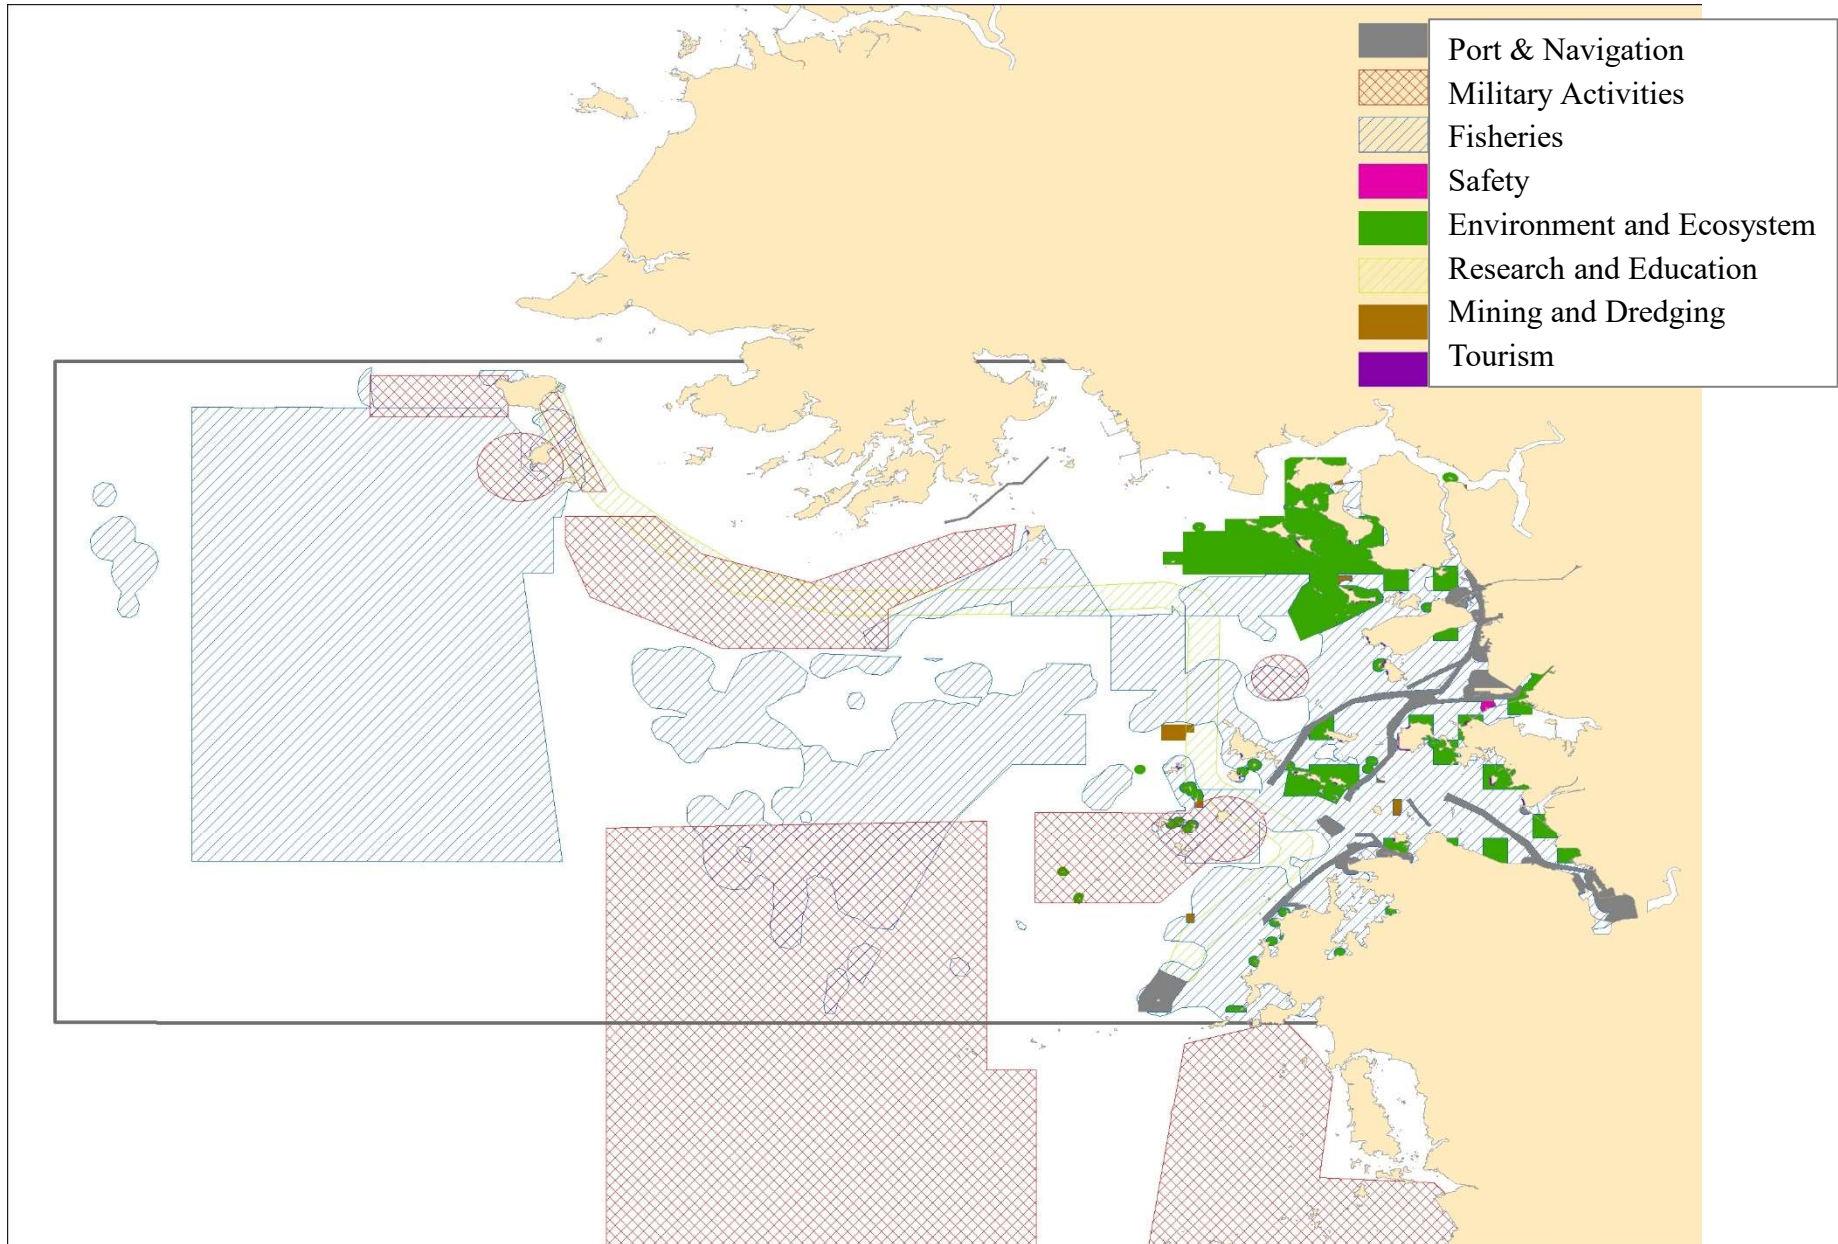 Port & Navigation
Military Activities
Fisheries
Safety
Environment and Ecosystem
Research and Education
Mining and Dredging
Tourism